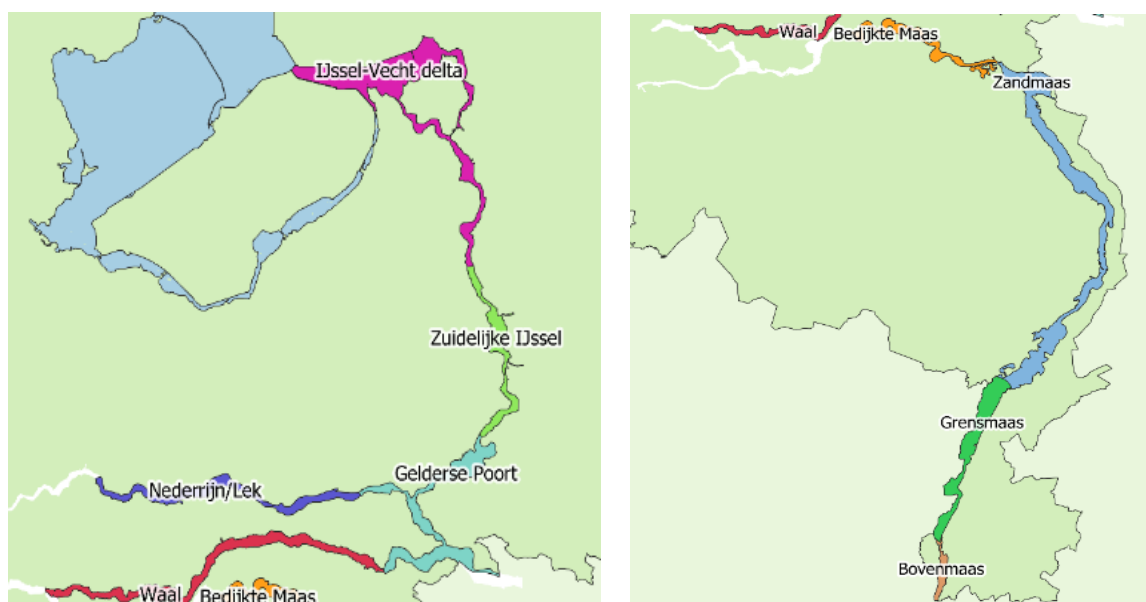 IJssel-Vecht delta
Zuidelijke IJssel
Gelderse Poort
Nederrijn/Lek
Waal
Bedijkte Maas
Waal
Bedijkte Maas
Zandmaas
Grensmaas
Bovenmaas